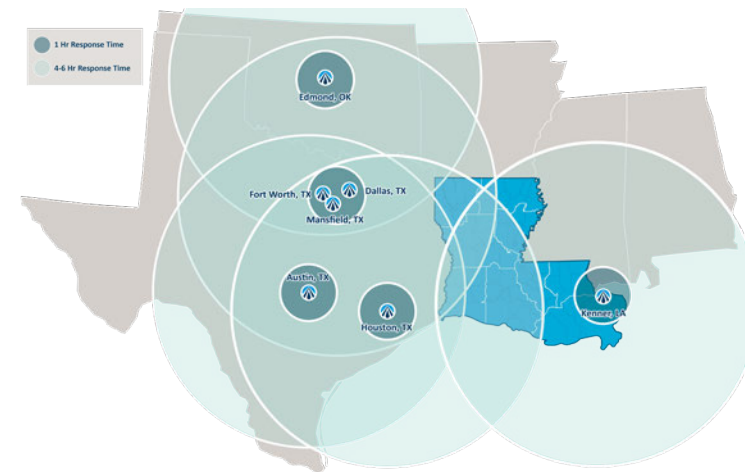 1 Hr Response Time
4-6 Hr Response Time
Edmond, OK
Fort Worth, TX
Dallas, TX
Mansfield, TX
Austin, TX
Houston, TX
Kenner, LA